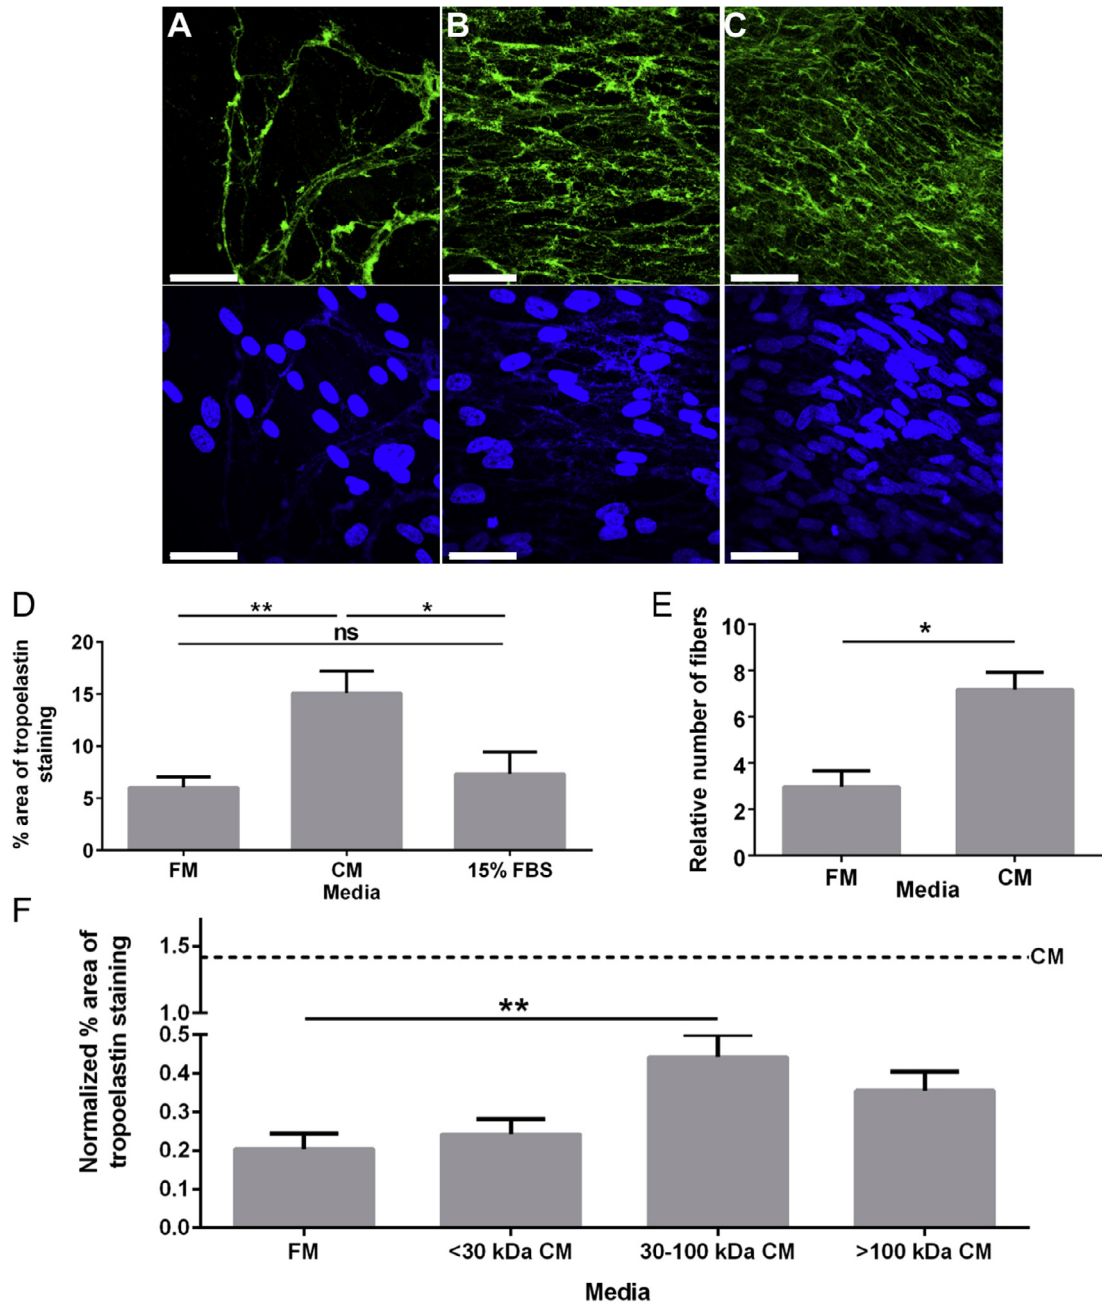 A
B
C
D
**
*
ns
20
15
10
5
0
% area of tropoelastin
staining
FM
CM
15% FBS
Media
E
*
10
8
6
4
2
0
Relative number of fibers
FM
CM
Media
F
1.5
1.0
0.5
0.4
0.3
0.2
0.1
0.0
Normalized % area of
tropoelastin staining
CM
**
FM
<30 kDa CM
30-100 kDa CM
>100 kDa CM
Media